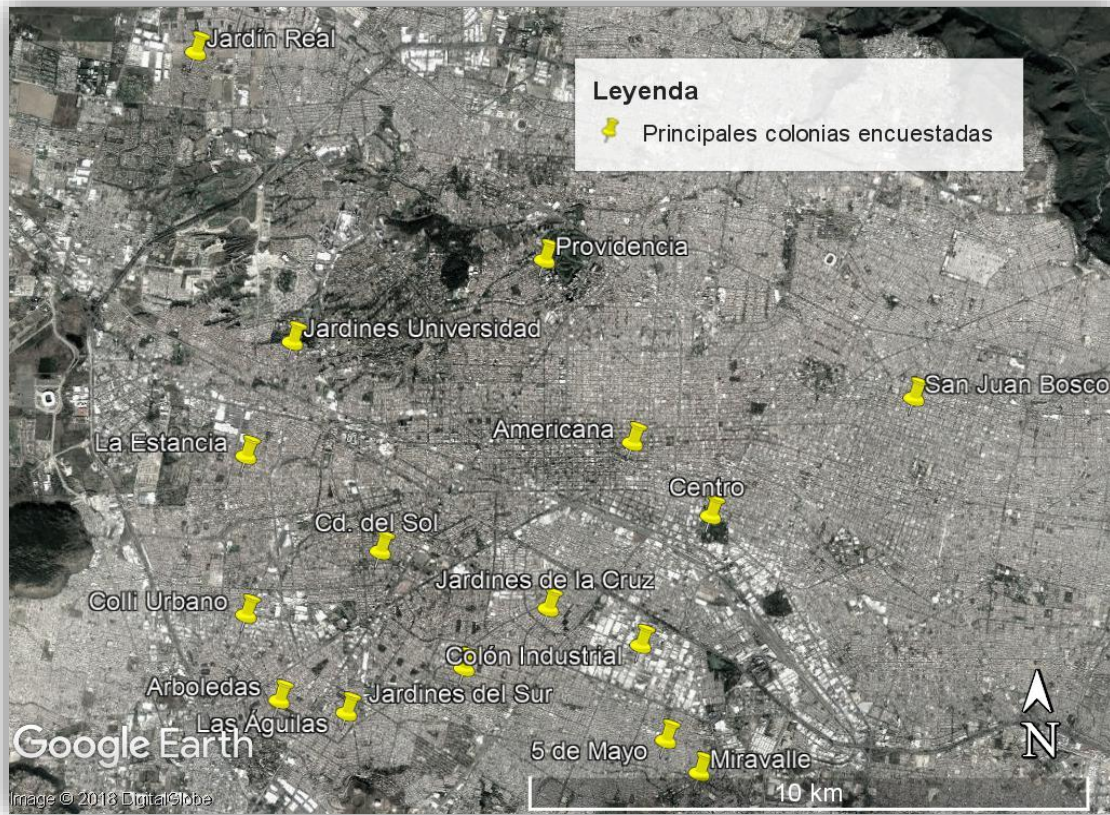 Jardín Real
Leyenda
Principales colonias encuestadas
Providencia
Jardines Universidad
San Juan Bosco
Americana
La Estancia
Centro
Cd. del Sol
Jardines de la Cruz
Colli Urbano
Colón Industrial
Arboledas
Jardines del Sur
Las Águilas
Google Earth
5 de Mayo
Miravalle
N
10 km
Image © 2018 DigitalGlobe